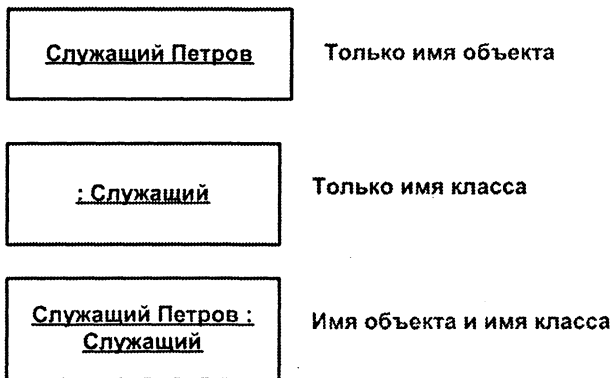 Служащий Петров
Только имя объекта
: Служащий
Только имя класса
Служащий Петров :
Служащий
Имя объекта и имя класса